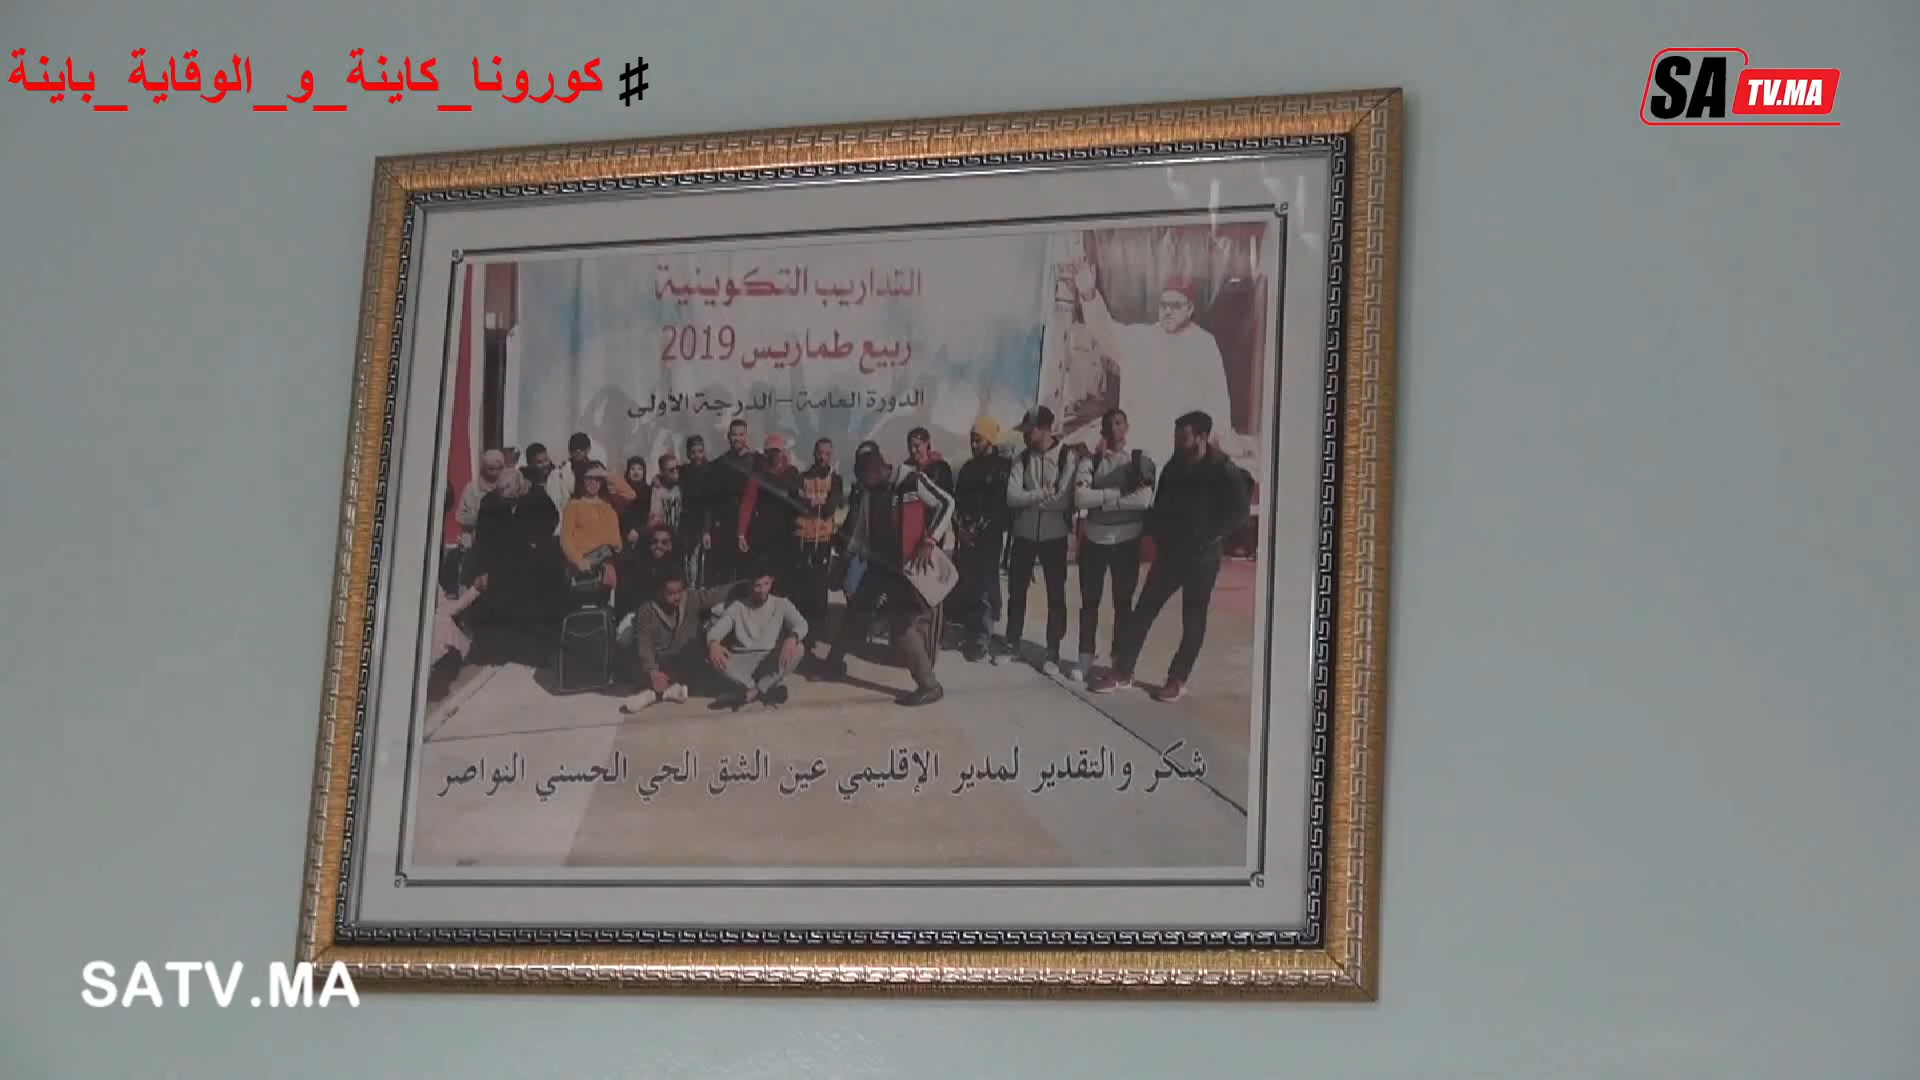 # كورونا_كاينة_و_الوقاية_باينة
SA TV.MA
التداريب التكوينية
ربيع طماريس 2019
الدورة العامة - الدرجة الأولى
شكر والتقدير لمدير الإقليمي عين الشق الحي الحسني النواصر
SATV.MA